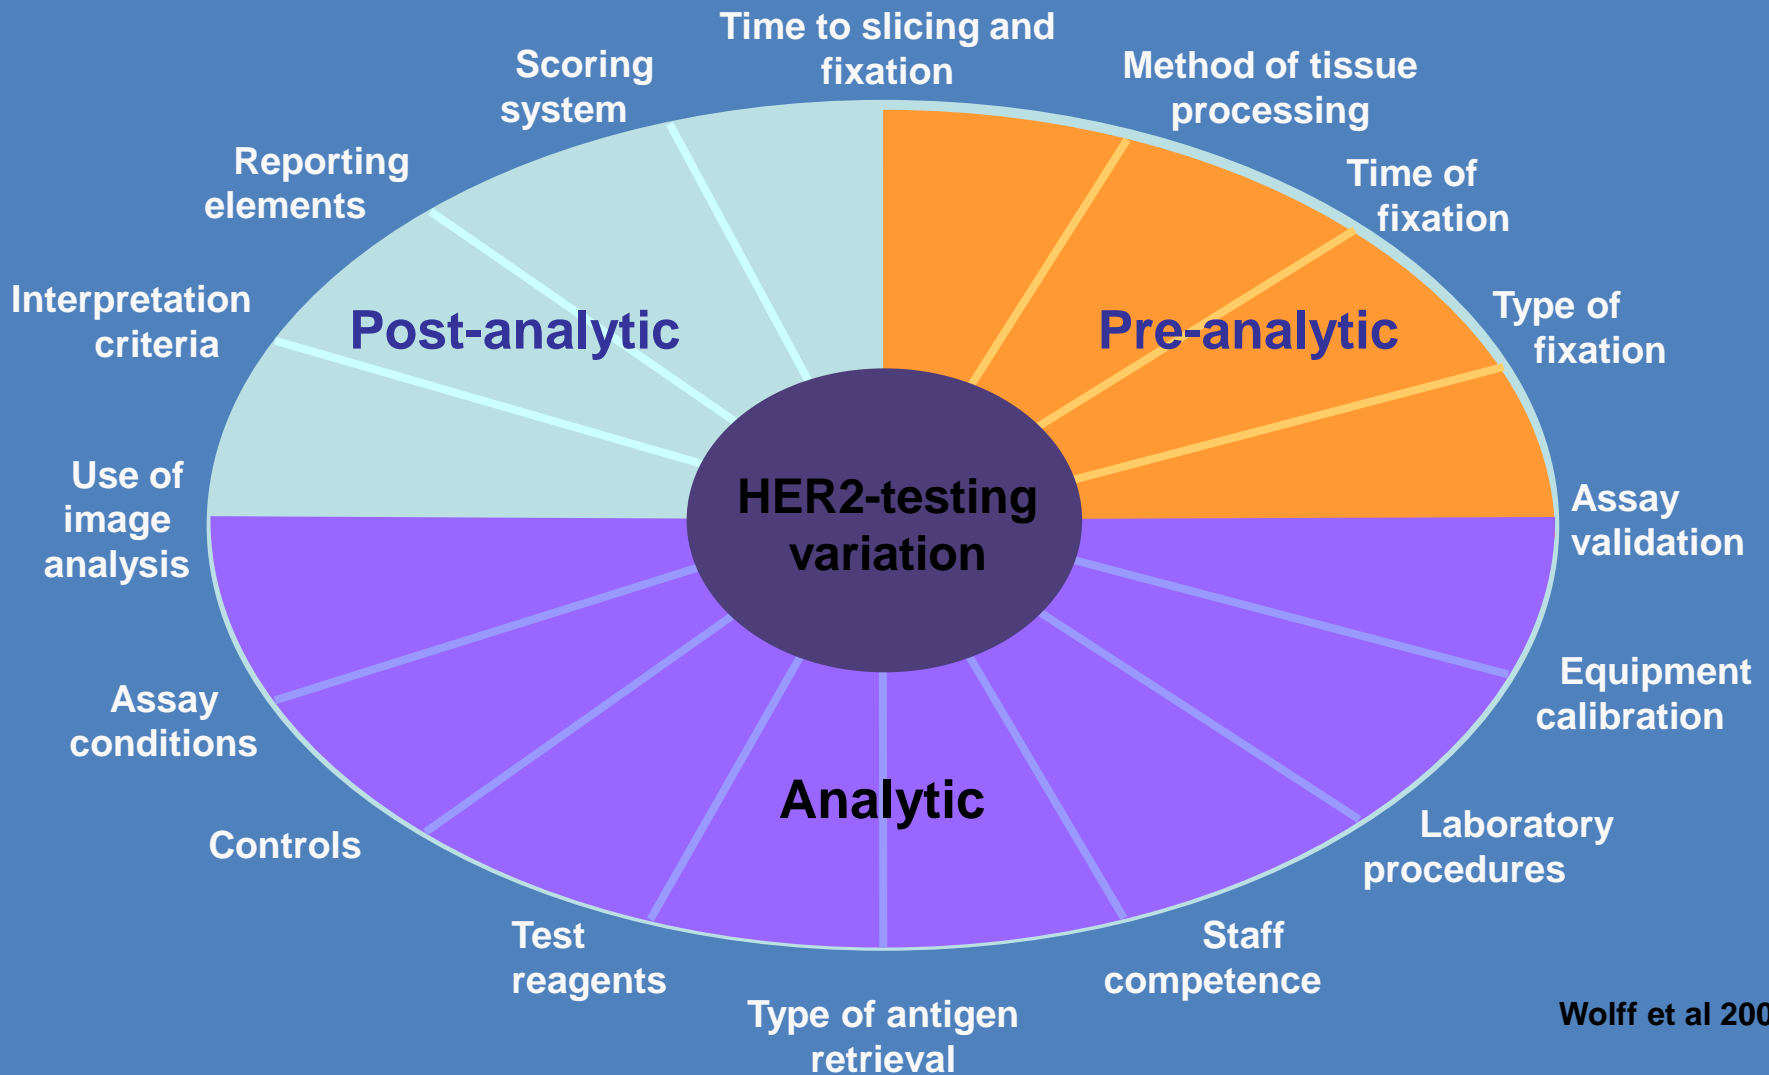 Time to slicing and
fixation
Method of tissue
processing
Time of
fixation
Type of
fixation
Assay
validation
Equipment
calibration
Laboratory
procedures
Staff
competence
Type of antigen
retrieval
Test
reagents
Controls
Assay
conditions
Use of
image
analysis
Interpretation
criteria
Reporting
elements
Scoring
system
Post-analytic
Pre-analytic
HER2-testing
variation
Analytic
Wolff et al 200